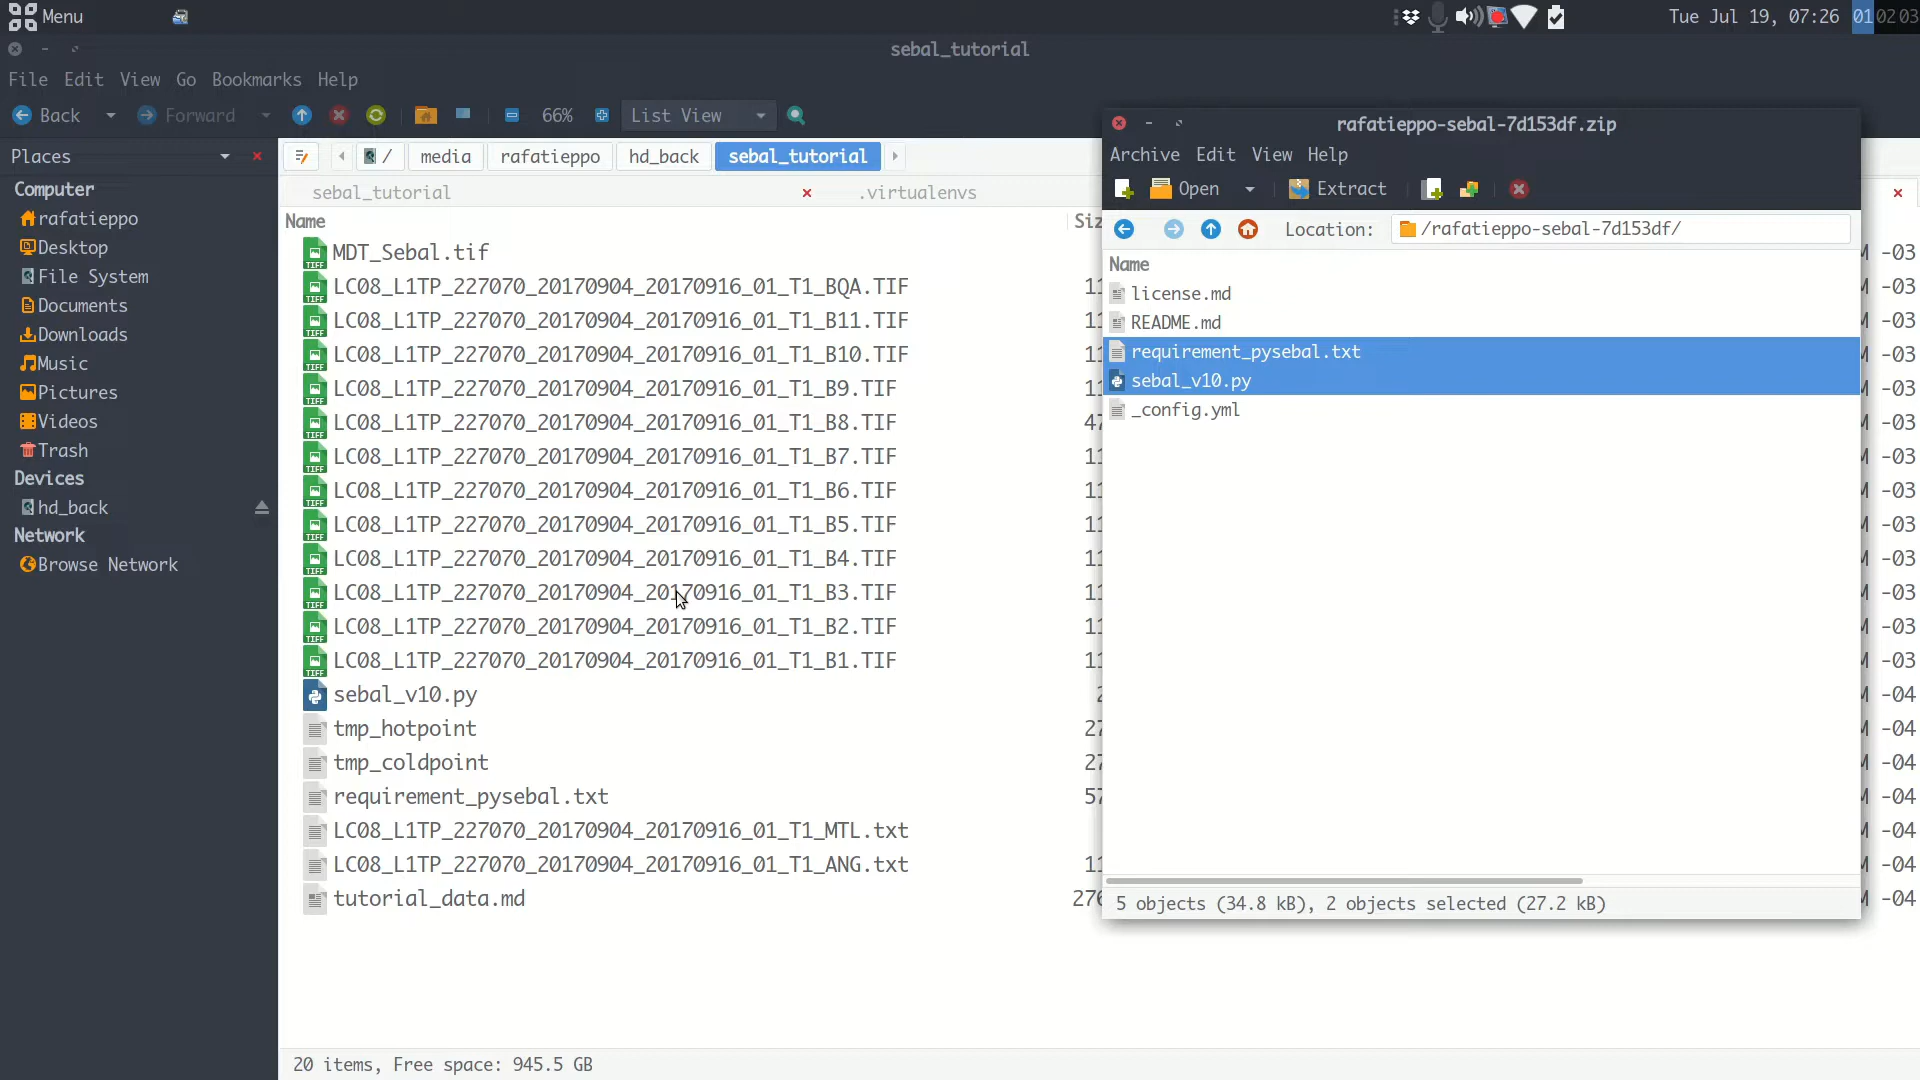 Menu
Tue Jul 19, 07:26 01 02 03
sebal_tutorial
File Edit View Go Bookmarks Help
Back Forward 66% List View
Places
Computer
rafatieppo
Desktop
File System
Documents
Downloads
Music
Pictures
Videos
Trash
Devices
hd_back
Network
Browse Network
/ media rafatieppo hd_back sebal_tutorial
sebal_tutorial .virtualenvs
Name
MDT_Sebal.tif
LC08_L1TP_227070_20170904_20170916_01_T1_BQA.TIF
LC08_L1TP_227070_20170904_20170916_01_T1_B11.TIF
LC08_L1TP_227070_20170904_20170916_01_T1_B10.TIF
LC08_L1TP_227070_20170904_20170916_01_T1_B9.TIF
LC08_L1TP_227070_20170904_20170916_01_T1_B8.TIF
LC08_L1TP_227070_20170904_20170916_01_T1_B7.TIF
LC08_L1TP_227070_20170904_20170916_01_T1_B6.TIF
LC08_L1TP_227070_20170904_20170916_01_T1_B5.TIF
LC08_L1TP_227070_20170904_20170916_01_T1_B4.TIF
LC08_L1TP_227070_20170904_20170916_01_T1_B3.TIF
LC08_L1TP_227070_20170904_20170916_01_T1_B2.TIF
LC08_L1TP_227070_20170904_20170916_01_T1_B1.TIF
sebal_v10.py
tmp_hotpoint
tmp_coldpoint
requirement_pysebal.txt
LC08_L1TP_227070_20170904_20170916_01_T1_MTL.txt
LC08_L1TP_227070_20170904_20170916_01_T1_ANG.txt
tutorial_data.md
20 items, Free space: 945.5 GB
rafatieppo-sebal-7d153df.zip
Archive Edit View Help
Open Extract
Location: /rafatieppo-sebal-7d153df/
Name
license.md
README.md
requirement_pysebal.txt
sebal_v10.py
_config.yml
5 objects (34.8 kB), 2 objects selected (27.2 kB)